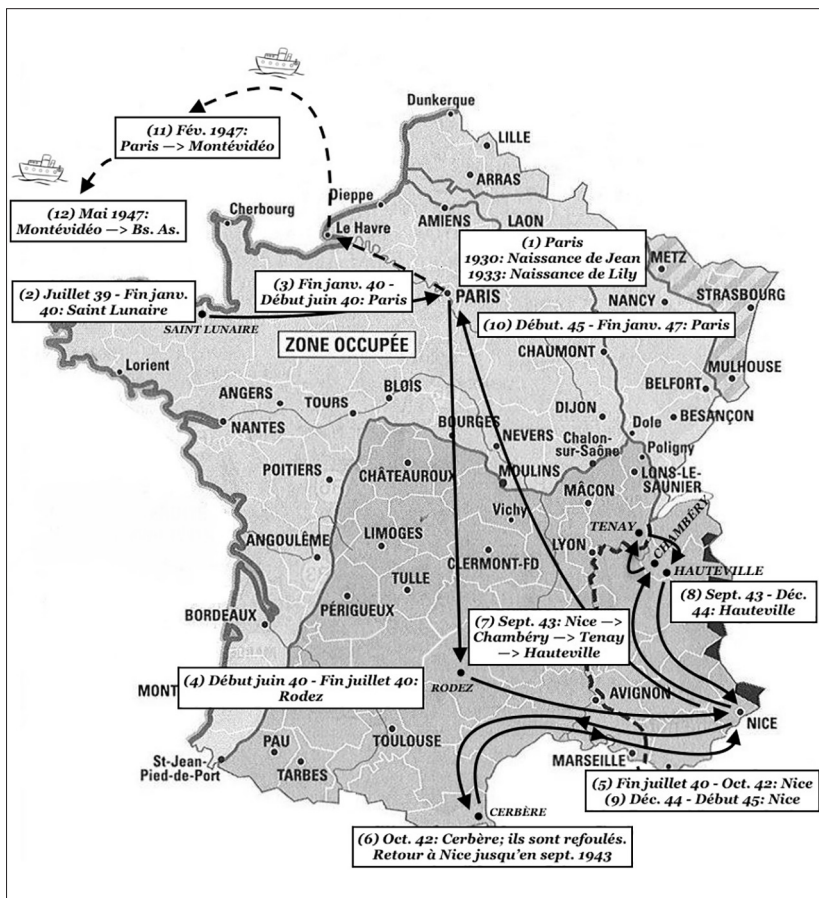 Dunkerque
LILLE
ARRAS
(11) Fév. 1947:
Paris —> Montévidéo
Dieppe
AMIENS
LAON
Cherbourg
Le Havre
(12) Mai 1947:
Montévidéo —> Bs. As.
(1) Paris
1930: Naissance de Jean
1933: Naissance de Lily
METZ
(3) Fin janv. 40 -
Début juin 40: Paris
PARIS
NANCY
STRASBOURG
(2) Juillet 39 - Fin janv.
40: Saint Lunaire
SAINT LUNAIRE
(10) Début. 45 - Fin janv. 47: Paris
ZONE OCCUPÉE
CHAUMONT
MULHOUSE
Lorient
ANGERS
BLOIS
BELFORT
TOURS
NANTES
DIJON
BESANÇON
BOURGES
NEVERS
Dole
Chalon-
sur-Saône
Poligny
POITIERS
CHÂTEAUROUX
MOULINS
LONS-LE-
SAUNIER
MÂCON
Vichy
TENAY
CHAMBÉRY
ANGOULÊME
LIMOGES
LYON
CLERMONT-FD
HAUTEVILLE
TULLE
PÉRIGUEUX
(8) Sept. 43 - Déc.
44: Hauteville
BORDEAUX
(7) Sept. 43: Nice —>
Chambéry —> Tenay
—> Hauteville
MONT
(4) Début juin 40 - Fin juillet 40:
Rodez
RODEZ
AVIGNON
NICE
PAU
TOULOUSE
MARSEILLE
St-Jean-
Pied-de-Port
TARBES
(5) Fin juillet 40 - Oct. 42: Nice
(9) Déc. 44 - Début 45: Nice
CERBÈRE
(6) Oct. 42: Cerbère; ils sont refoulés.
Retour à Nice jusqu'en sept. 1943